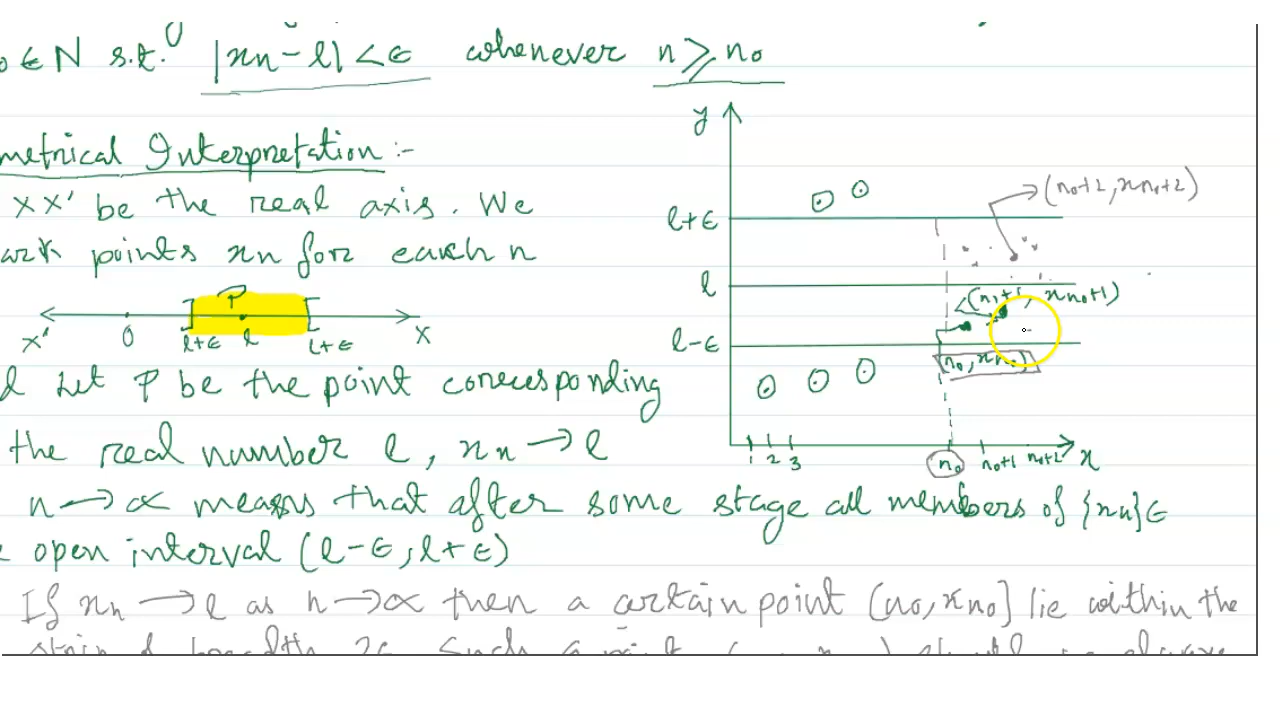 0 ∈ N s.t. |xn - l| < ∈ whenever n ≥ n0
metrical Interpretation :-
XX' be the real axis. We
ark points xn for each n
P
X' 0 l+∈ l l+∈ X
l Let P be the point corresponding
the real number l, xn → l
n → ∝ means that after some stage all members of {xn} ∈
open interval (l-∈, l+∈)
If xn → l as n → ∝ then a certain point (n0, xn0] lie within the
y
l+∈
l
l-∈
(n0+2, xn0+2)
(n0+1, xn0+1)
(n0, xn0)
1 2 3 n0 n0+1 n0+2 x